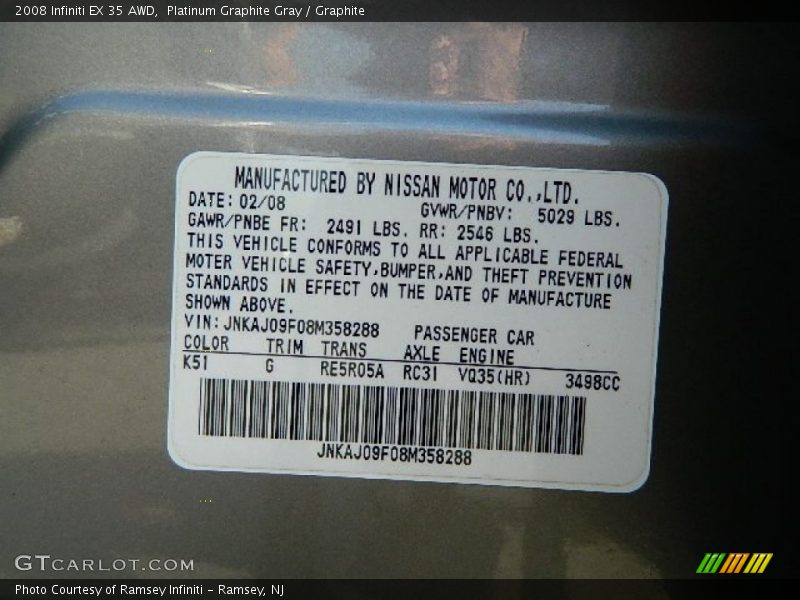 2008 Infiniti EX 35 AWD, Platinum Graphite Gray / Graphite
MANUFACTURED BY NISSAN MOTOR CO.,LTD.
DATE: 02/08 GVWR/PNBV: 5029 LBS.
GAWR/PNBE FR: 2491 LBS. RR: 2546 LBS.
THIS VEHICLE CONFORMS TO ALL APPLICABLE FEDERAL
MOTER VEHICLE SAFETY,BUMPER,AND THEFT PREVENTION
STANDARDS IN EFFECT ON THE DATE OF MANUFACTURE
SHOWN ABOVE.
VIN: JNKAJ09F08M358288 PASSENGER CAR
COLOR TRIM TRANS AXLE ENGINE
K51 G RE5R05A RC31 VQ35(HR) 3498CC
JNKAJ09F08M358288
GTCARLOT.COM
Photo Courtesy of Ramsey Infiniti - Ramsey, NJ